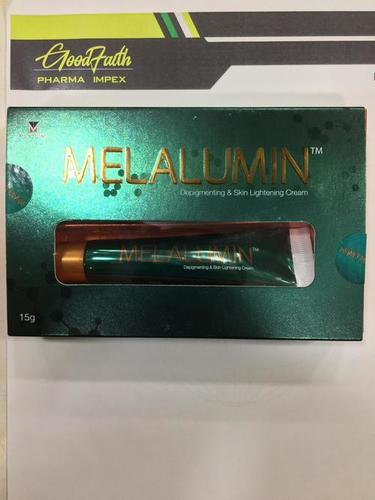 GoodFaith
PHARMA IMPEX
MELALUMIN™
Depigmenting & Skin Lightening Cream
MELALUMIN™
Depigmenting & Skin Lightening Cream
15g